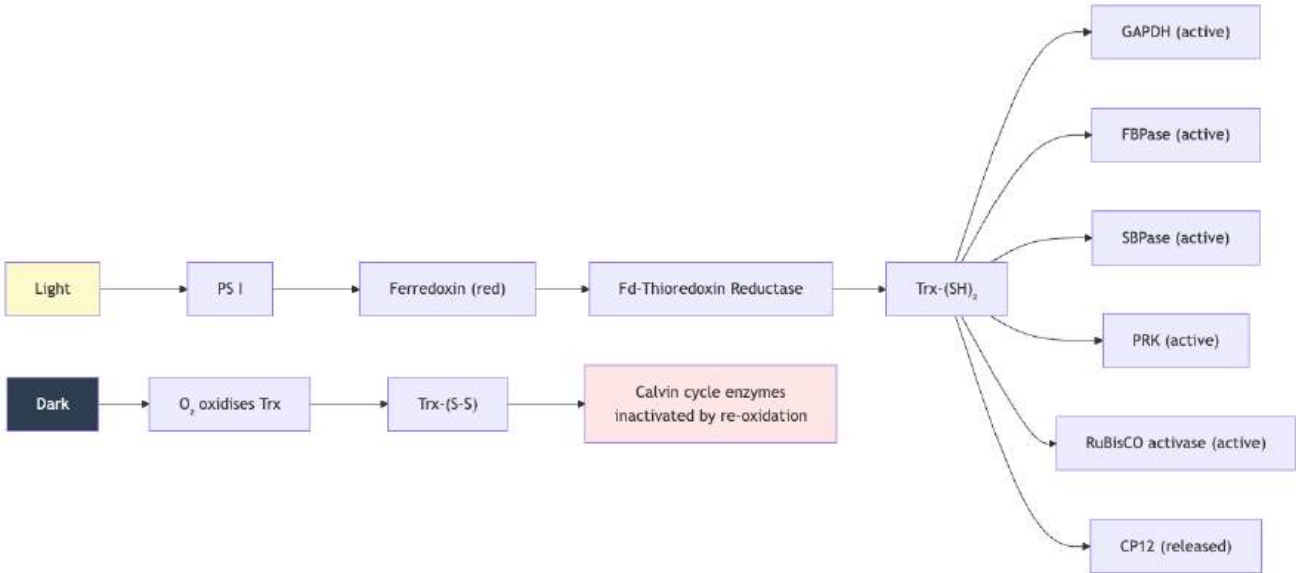 Light
PS I
Ferredoxin (red)
Fd-Thioredoxin Reductase
Trx-(SH)₂
GAPDH (active)
FBPase (active)
SBPase (active)
PRK (active)
RuBisCO activase (active)
CP12 (released)
Dark
O₂ oxidises Trx
Trx-(S-S)
Calvin cycle enzymes
inactivated by re-oxidation